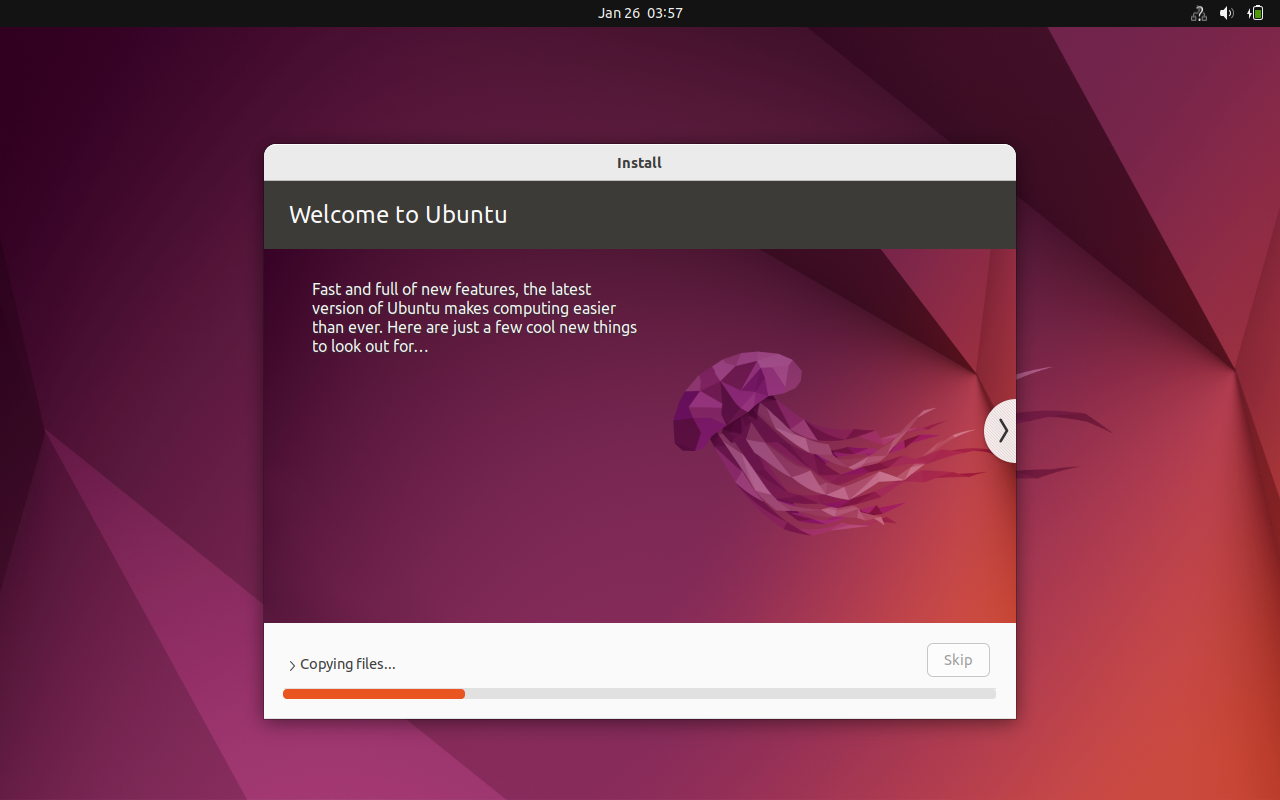 Jan 26 03:57
Install
Welcome to Ubuntu
Fast and full of new features, the latest
version of Ubuntu makes computing easier
than ever. Here are just a few cool new things
to look out for…
Copying files...
Skip